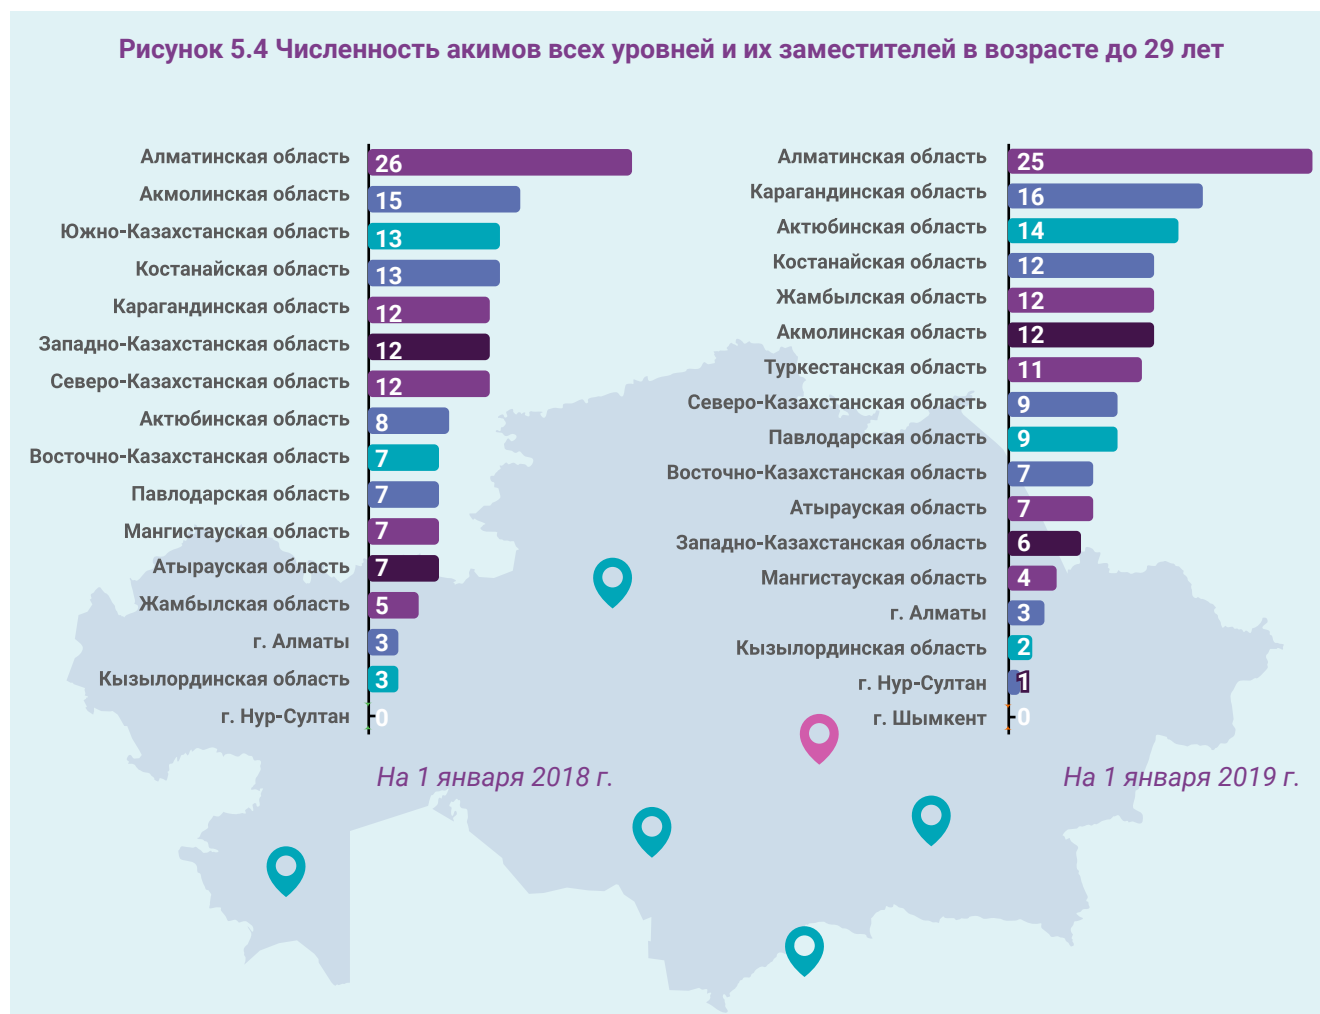 Рисунок 5.4 Численность акимов всех уровней и их заместителей в возрасте до 29 лет
Алматинская область 26
Акмолинская область 15
Южно-Казахстанская область 13
Костанайская область 13
Карагандинская область 12
Западно-Казахстанская область 12
Северо-Казахстанская область 12
Актюбинская область 8
Восточно-Казахстанская область 7
Павлодарская область 7
Мангистауская область 7
Атырауская область 7
Жамбылская область 5
г. Алматы 3
Кызылординская область 3
г. Нур-Султан 0
На 1 января 2018 г.
Алматинская область 25
Карагандинская область 16
Актюбинская область 14
Костанайская область 12
Жамбылская область 12
Акмолинская область 12
Туркестанская область 11
Северо-Казахстанская область 9
Павлодарская область 9
Восточно-Казахстанская область 7
Атырауская область 7
Западно-Казахстанская область 6
Мангистауская область 4
г. Алматы 3
Кызылординская область 2
г. Нур-Султан 1
г. Шымкент 0
На 1 января 2019 г.